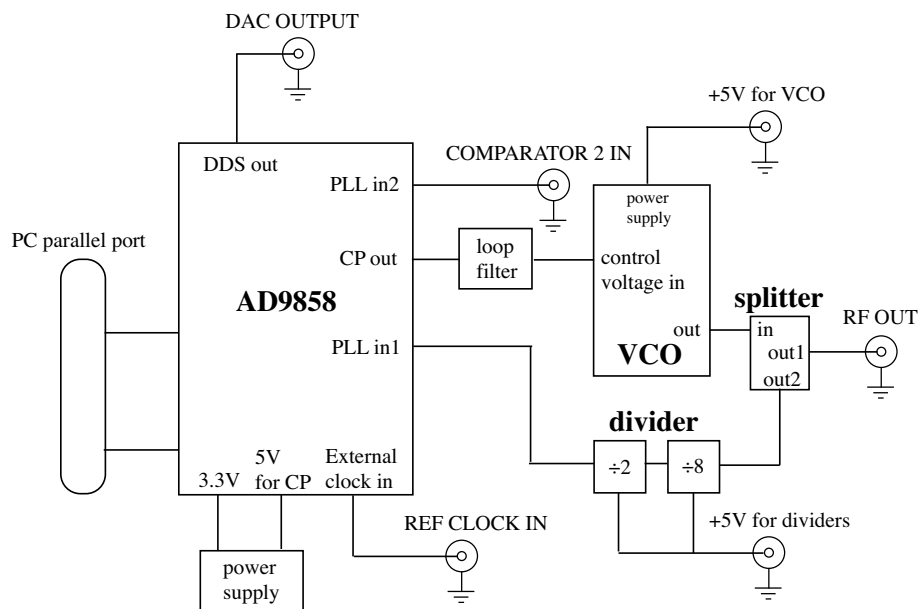 DAC OUTPUT
+5V for VCO
DDS out
COMPARATOR 2 IN
PLL in2
power
supply
PC parallel port
CP out
loop
filter
control
voltage in
AD9858
splitter
RF OUT
out
in
PLL in1
VCO
out1
out2
divider
÷2
÷8
3.3V
5V
for CP
External
clock in
REF CLOCK IN
+5V for dividers
power
supply